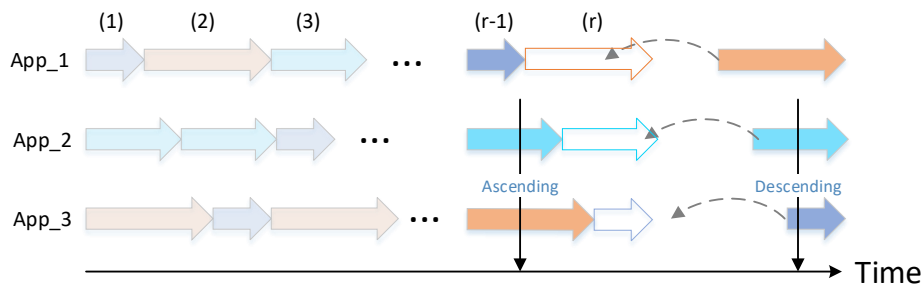 (1) (2) (3) (r-1) (r)
App_1 ...
App_2 ...
Ascending Descending
App_3 ...
Time